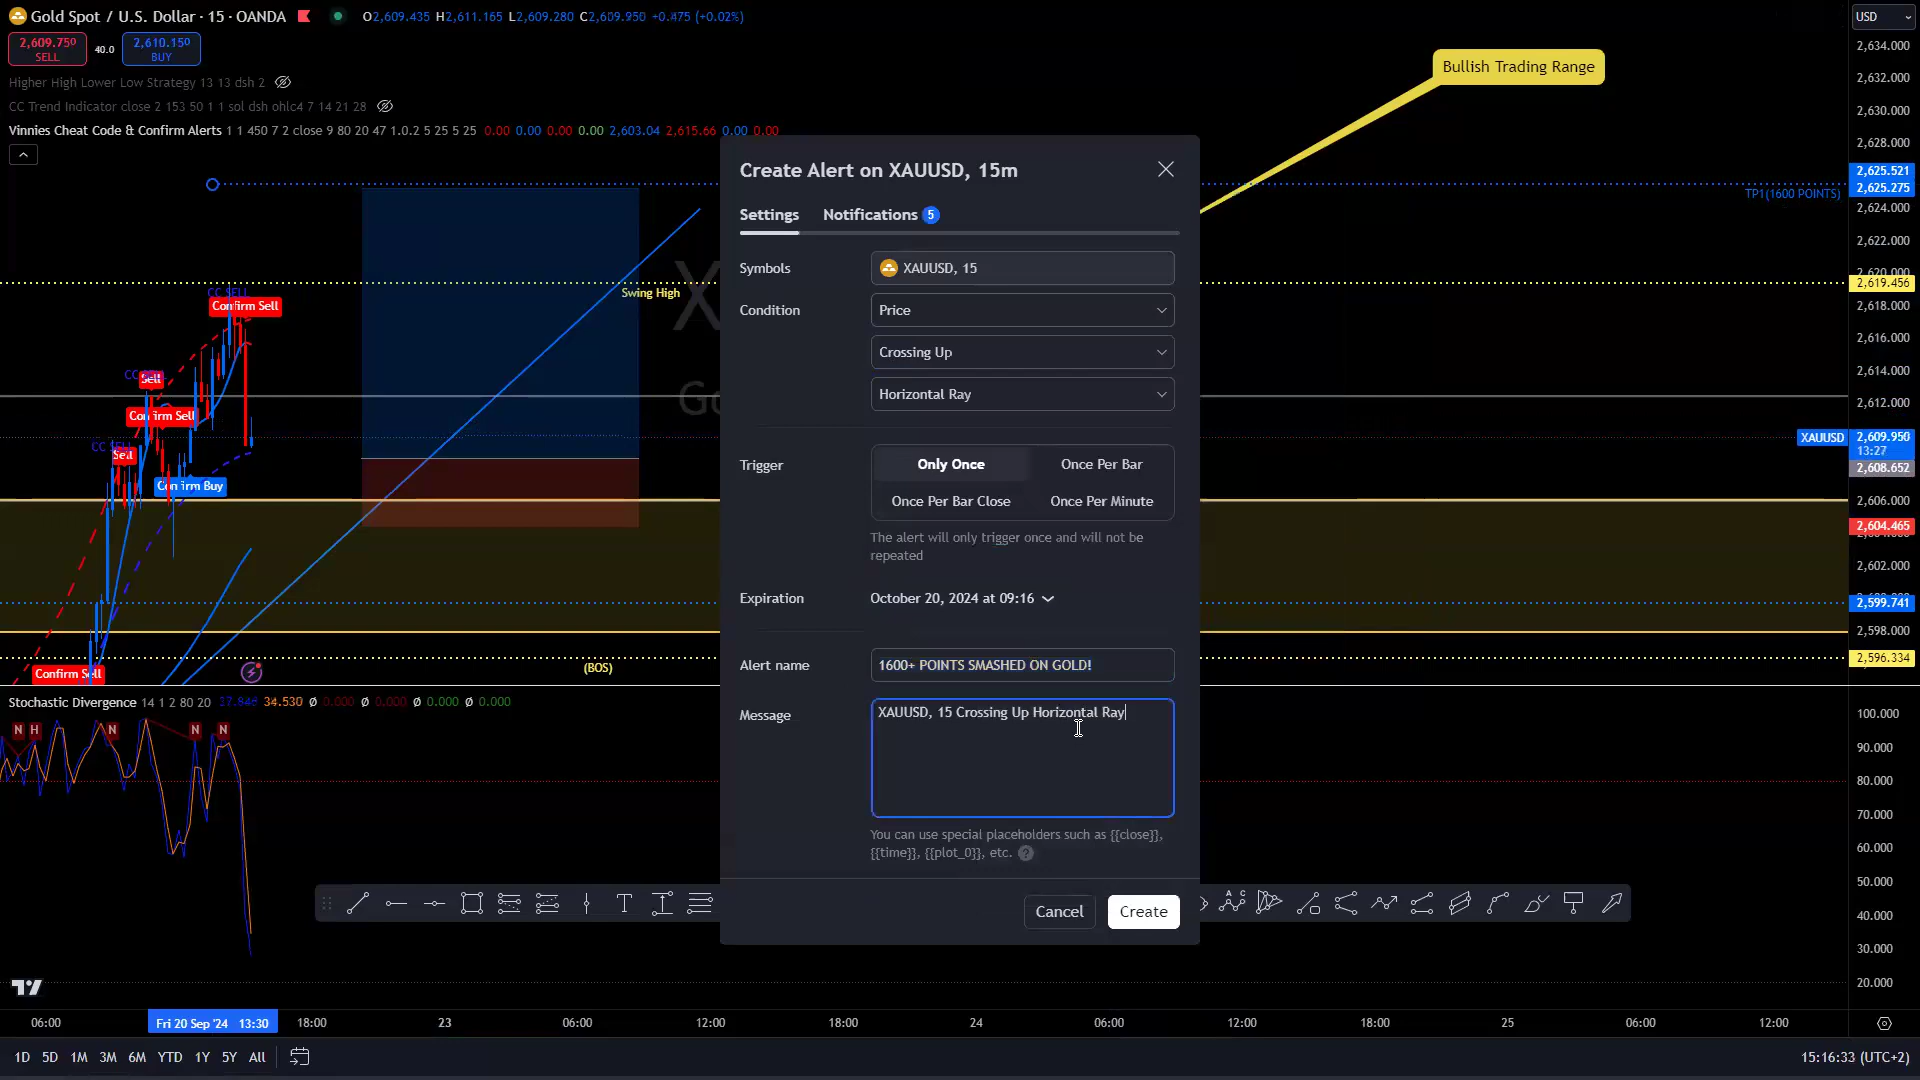 Gold Spot / U.S. Dollar · 15 · OANDA
O2,609.435 H2,611.165 L2,609.280 C2,609.950 +0.475 (+0.02%)
USD
2,609.750
SELL
40.0
2,610.150
BUY
Higher High Lower Low Strategy 13 13 dsh 2
CC Trend Indicator close 2 153 50 1 1 sol dsh ohlc4 7 14 21 28
Vinnies Cheat Code & Confirm Alerts 1 1 450 7 2 close 9 80 20 47 1.0.2 5 25 5 25 0.00 0.00 0.00 0.00 2,603.04 2,615.66 0.00 0.00
Bullish Trading Range
TP1(1600 POINTS)
Swing High
CC SELL
Confirm Sell
Sell
Confirm Sell
Sell
Confirm Buy
Confirm Sell
(BOS)
Create Alert on XAUUSD, 15m
Settings
Notifications 5
Symbols
XAUUSD, 15
Condition
Price
Crossing Up
Horizontal Ray
Trigger
Only Once
Once Per Bar
Once Per Bar Close
Once Per Minute
The alert will only trigger once and will not be
repeated
Expiration
October 20, 2024 at 09:16
Alert name
1600+ POINTS SMASHED ON GOLD!
Message
XAUUSD, 15 Crossing Up Horizontal Ray
You can use special placeholders such as {{close}},
{{time}}, {{plot_0}}, etc.
Cancel
Create
2,634.000
2,632.000
2,630.000
2,628.000
2,625.521
2,625.275
2,624.000
2,622.000
2,620.000
2,619.456
2,618.000
2,616.000
2,614.000
2,612.000
XAUUSD
2,609.950
13:27
2,608.652
2,606.000
2,604.465
2,602.000
2,599.741
2,598.000
2,596.334
Stochastic Divergence 14 1 2 80 20 34.530 Ø 0.000 Ø 0.000 Ø 0.000 Ø 0.000
N H N N N
100.000
90.000
80.000
70.000
60.000
50.000
40.000
30.000
20.000
06:00
Fri 20 Sep '24 13:30
18:00
23
06:00
12:00
18:00
24
06:00
12:00
18:00
25
06:00
12:00
1D 5D 1M 3M 6M YTD 1Y 5Y All
15:16:33 (UTC+2)